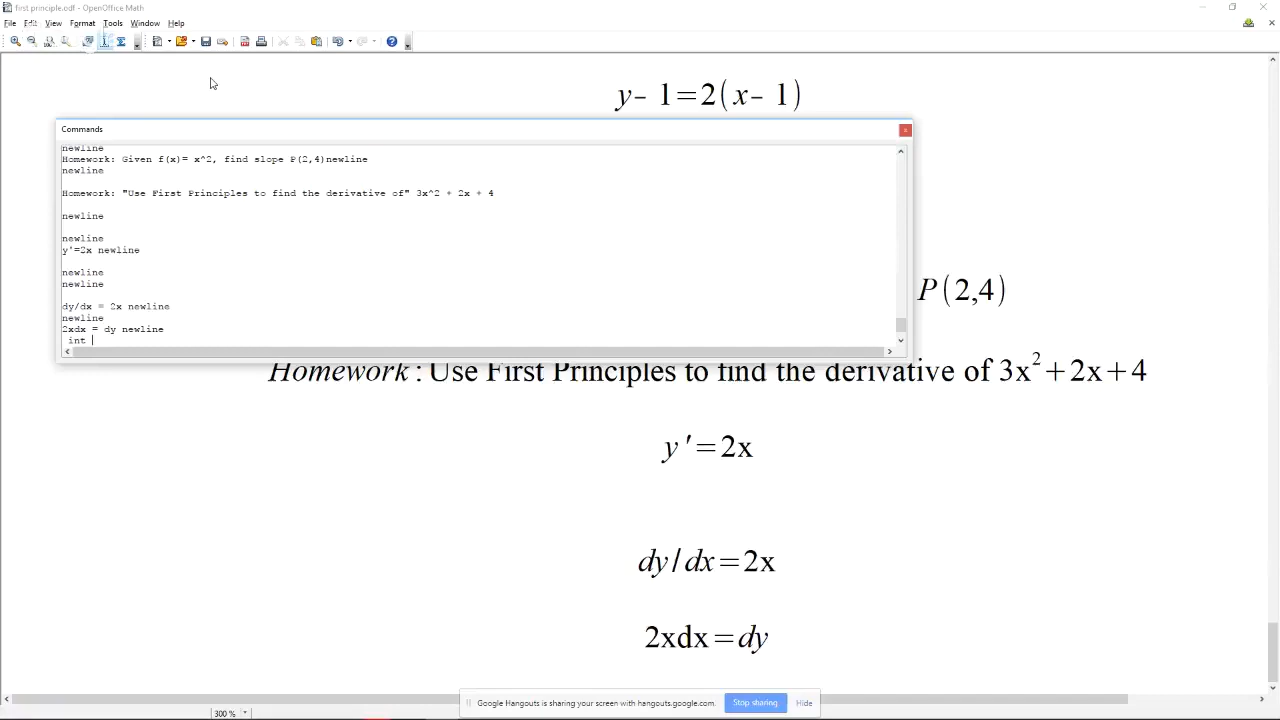 first principle.odf - OpenOffice Math
File Edit View Format Tools Window Help
y– 1=2(x– 1)
Commands
newline
Homework: Given f(x)= x^2, find slope P(2,4)newline
newline
Homework: "Use First Principles to find the derivative of" 3x^2 + 2x + 4
newline
newline
y'=2x newline
newline
newline
dy/dx = 2x newline
newline
2xdx = dy newline
int
P(2,4)
Homework:Use First Principles to find the derivative of 3x²+2x+4
y'=2x
dy/dx=2x
2xdx=dy
Google Hangouts is sharing your screen with hangouts.google.com. Stop sharing Hide
300 %